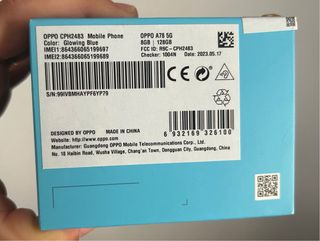 OPPO CPH2483 Mobile Phone
Color: Glowing Blue
IMEI1:864366065199697
IMEI2:864366065199689
OPPO A78 5G
8GB | 128GB
FCC ID: R9C-CPH2483
Checker: 1004N
Date: 2023.05.17
CE
S/N:99IVBMHAYPF6YP79
6 932169 326100
DESIGNED BY OPPO MADE IN CHINA
Website: http://www.oppo.com
Manufacturer: Guangdong OPPO Mobile Telecommunications Corp., Ltd.
No. 18 Haibin Road, Wusha Village, Chang'an Town, Dongguan City, Guangdong, China